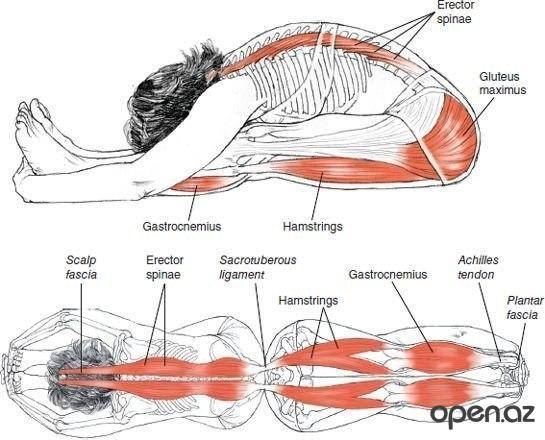 Erector
spinae
Gluteus
maximus
Gastrocnemius
Hamstrings
Scalp
fascia
Erector
spinae
Sacrotuberous
ligament
Gastrocnemius
Achilles
tendon
Hamstrings
Plantar
fascia
open.az